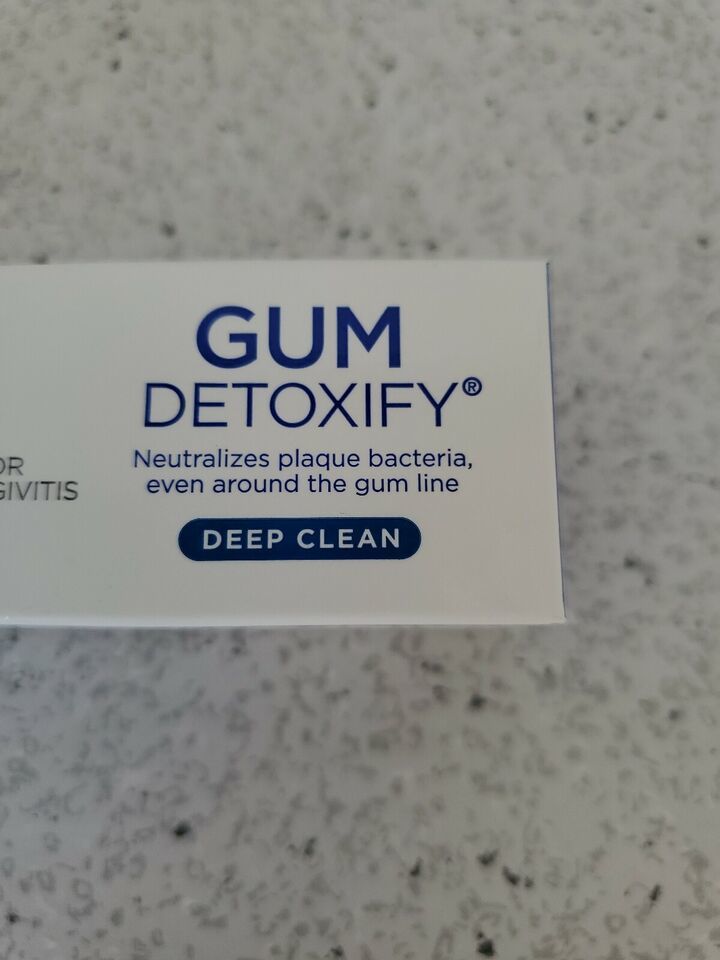 GUM
DETOXIFY®
Neutralizes plaque bacteria,
even around the gum line
DEEP CLEAN